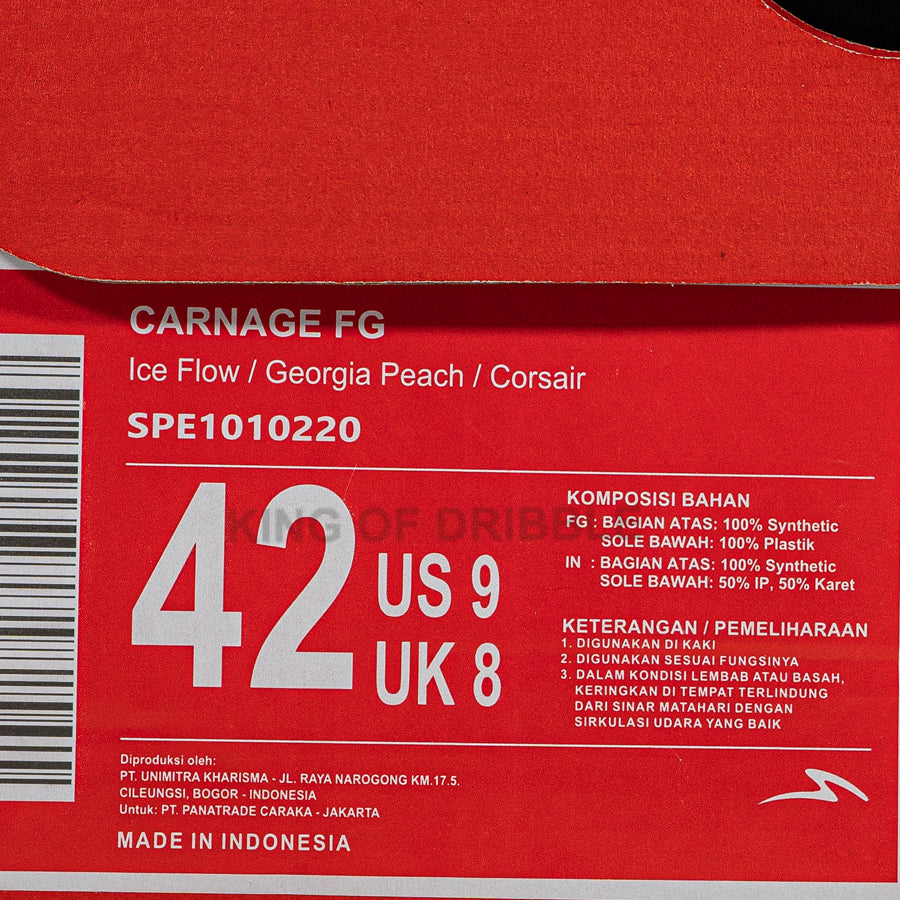 CARNAGE FG
Ice Flow / Georgia Peach / Corsair
SPE1010220
42
US 9
UK 8
KING OF DRIBBLE
KOMPOSISI BAHAN
FG : BAGIAN ATAS: 100% Synthetic
SOLE BAWAH: 100% Plastik
IN : BAGIAN ATAS: 100% Synthetic
SOLE BAWAH: 50% IP, 50% Karet
KETERANGAN / PEMELIHARAAN
1. DIGUNAKAN DI KAKI
2. DIGUNAKAN SESUAI FUNGSINYA
3. DALAM KONDISI LEMBAB ATAU BASAH,
KERINGKAN DI TEMPAT TERLINDUNG
DARI SINAR MATAHARI DENGAN
SIRKULASI UDARA YANG BAIK
Diproduksi oleh:
PT. UNIMITRA KHARISMA - JL. RAYA NAROGONG KM.17.5.
CILEUNGSI, BOGOR - INDONESIA
Untuk: PT. PANATRADE CARAKA - JAKARTA
MADE IN INDONESIA